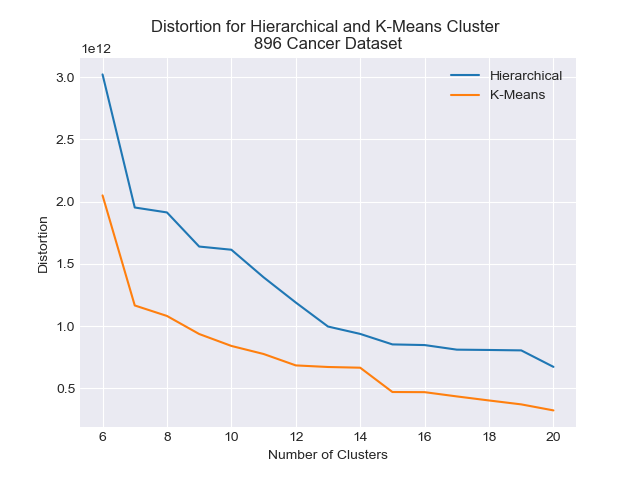 Distortion for Hierarchical and K-Means Cluster
896 Cancer Dataset
1e12
Hierarchical
K-Means
3.0
2.5
2.0
1.5
1.0
0.5
Distortion
6 8 10 12 14 16 18 20
Number of Clusters